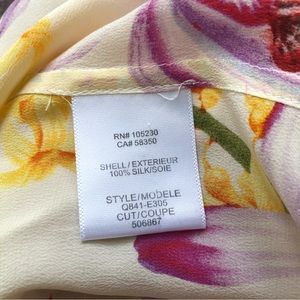 RN# 105230
CA# 58350
SHELL/EXTERIEUR
100% SILK/SOIE
STYLE/MODELE
Q841-E305
CUT/COUPE
506867